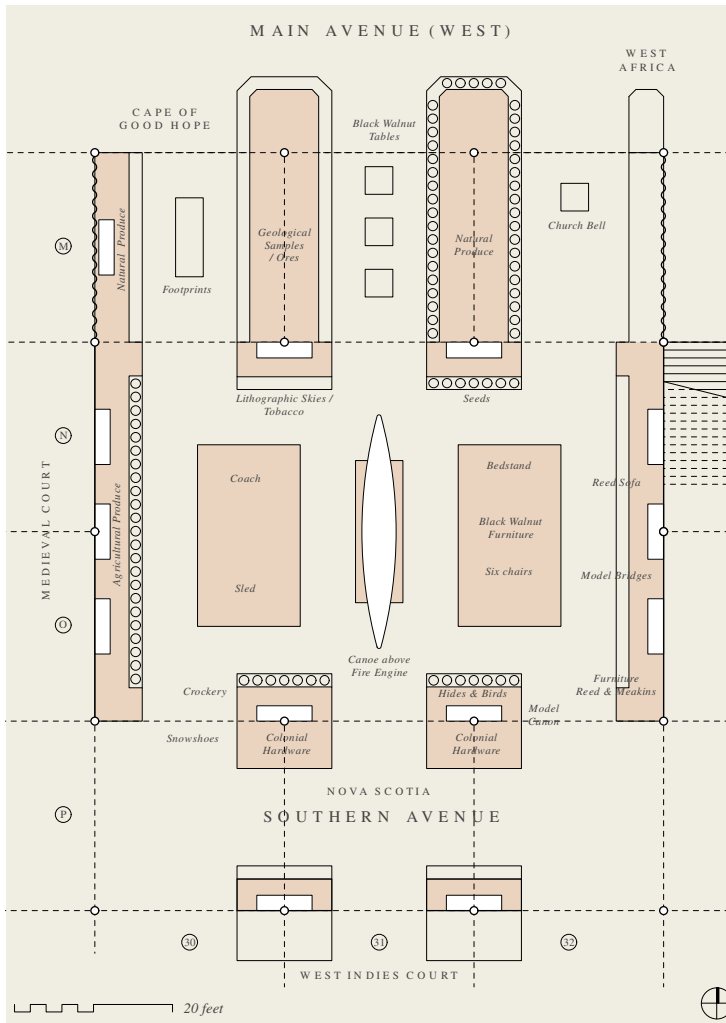 MAIN AVENUE (WEST)
WEST
AFRICA
CAPE OF
GOOD HOPE
Black Walnut
Tables
Church Bell
M
Natural Produce
Footprints
Geological
Samples
/ Ores
Natural
Produce
Lithographic Skies /
Tobacco
Seeds
N
MEDIEVAL COURT
Agricultural Produce
Coach
Sled
Bedstand
Black Walnut
Furniture
Six chairs
Reed Sofa
Model Bridges
O
Canoe above
Fire Engine
Crockery
Hides & Birds
Furniture
Reed & Meakins
Model
Canon
Snowshoes
Colonial
Hardware
Colonial
Hardware
NOVA SCOTIA
P
SOUTHERN AVENUE
30
31
32
WEST INDIES COURT
20 feet